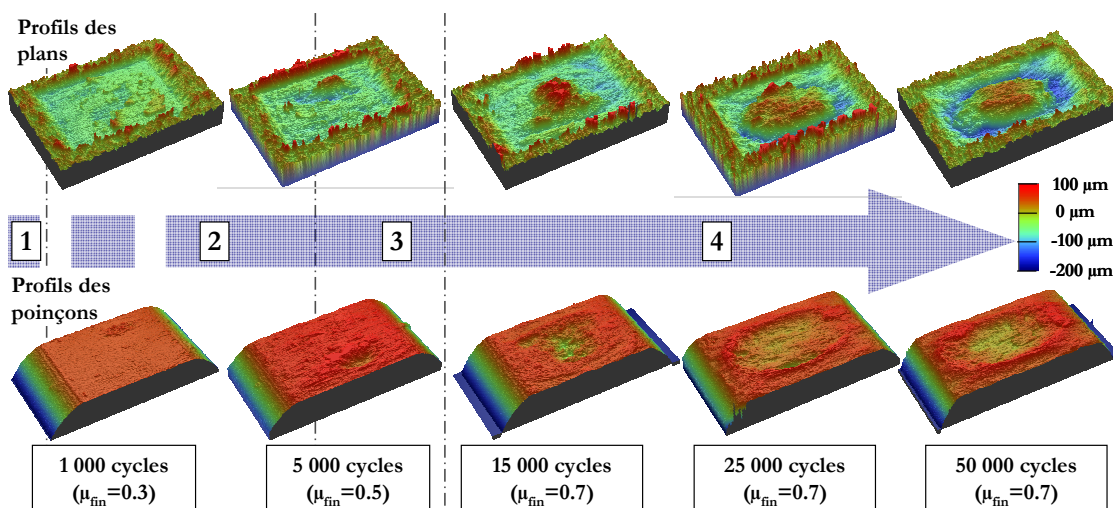 Profils des
plans
1
2
3
4
100 µm
0 µm
-100 µm
-200 µm
Profils des
poinçons
1 000 cycles
(µfin=0.3)
5 000 cycles
(µfin=0.5)
15 000 cycles
(µfin=0.7)
25 000 cycles
(µfin=0.7)
50 000 cycles
(µfin=0.7)